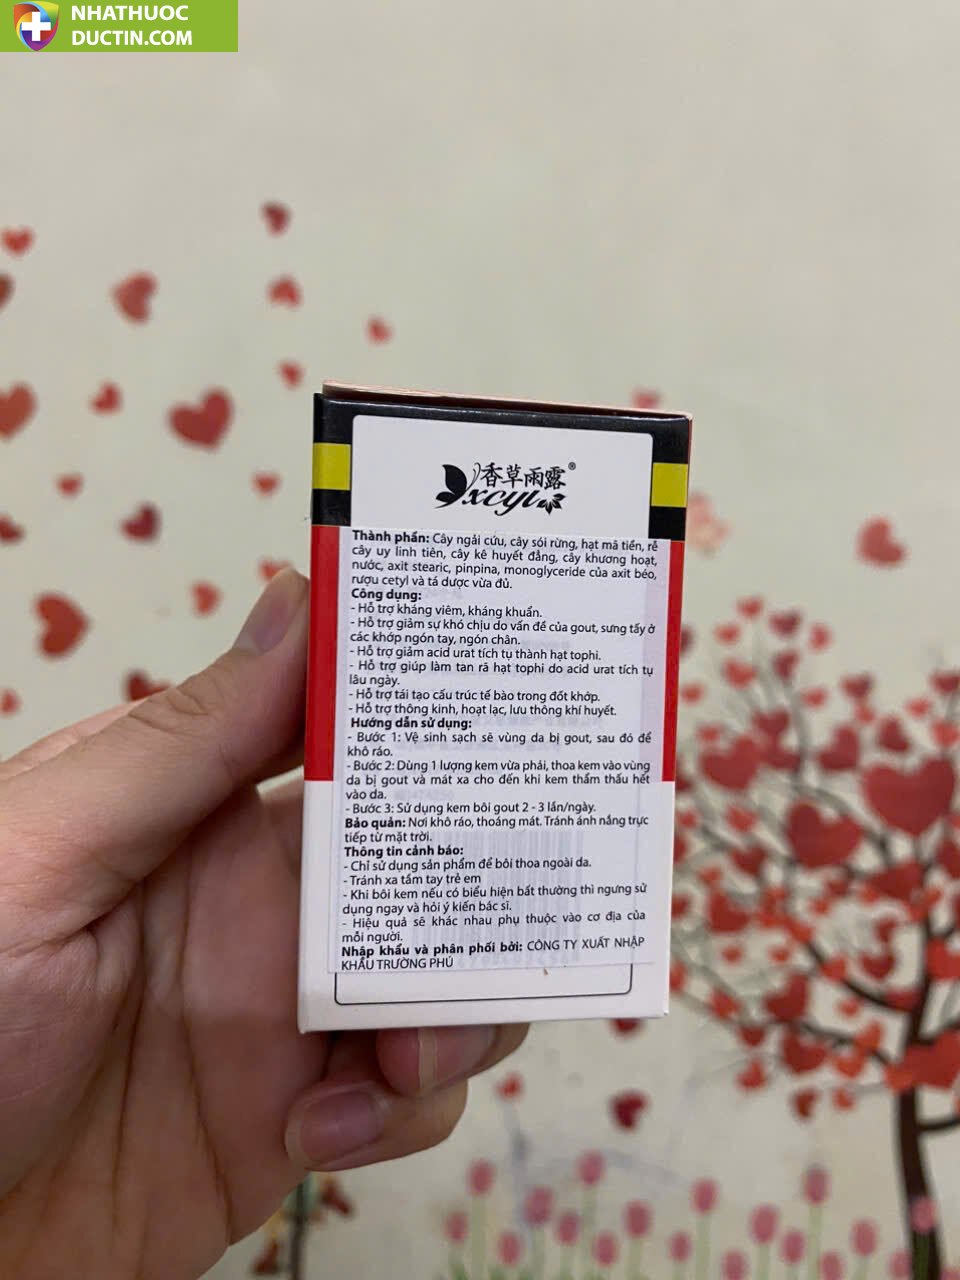 NHATHUOC
DUCTIN.COM
香草雨露®
xcyl
Thành phần: Cây ngải cứu, cây sói rừng, hạt mã tiền, rễ
cây uy linh tiên, cây kê huyết đằng, cây khương hoạt,
nước, axit stearic, pinpina, monoglyceride của axit béo,
rượu cetyl và tá dược vừa đủ.
Công dụng:
- Hỗ trợ kháng viêm, kháng khuẩn.
- Hỗ trợ giảm sự khó chịu do vấn đề của gout, sưng tấy ở
các khớp ngón tay, ngón chân.
- Hỗ trợ giảm acid urat tích tụ thành hạt tophi.
- Hỗ trợ giúp làm tan rã hạt tophi do acid urat tích tụ
lâu ngày.
- Hỗ trợ tái tạo cấu trúc tế bào trong đốt khớp.
- Hỗ trợ thông kinh, hoạt lạc, lưu thông khí huyết.
Hướng dẫn sử dụng:
- Bước 1: Vệ sinh sạch sẽ vùng da bị gout, sau đó để
khô ráo.
- Bước 2: Dùng 1 lượng kem vừa phải, thoa kem vào vùng
da bị gout và mát xa cho đến khi kem thẩm thấu hết
vào da.
- Bước 3: Sử dụng kem bôi gout 2 - 3 lần/ngày.
Bảo quản: Nơi khô ráo, thoáng mát. Tránh ánh nắng trực
tiếp từ mặt trời.
Thông tin cảnh báo:
- Chỉ sử dụng sản phẩm để bôi thoa ngoài da.
- Tránh xa tầm tay trẻ em
- Khi bôi kem nếu có biểu hiện bất thường thì ngưng sử
dụng ngay và hỏi ý kiến bác sĩ.
- Hiệu quả sẽ khác nhau phụ thuộc vào cơ địa của
mỗi người.
Nhập khẩu và phân phối bởi: CÔNG TY XUẤT NHẬP
KHẨU TRƯỜNG PHÚ